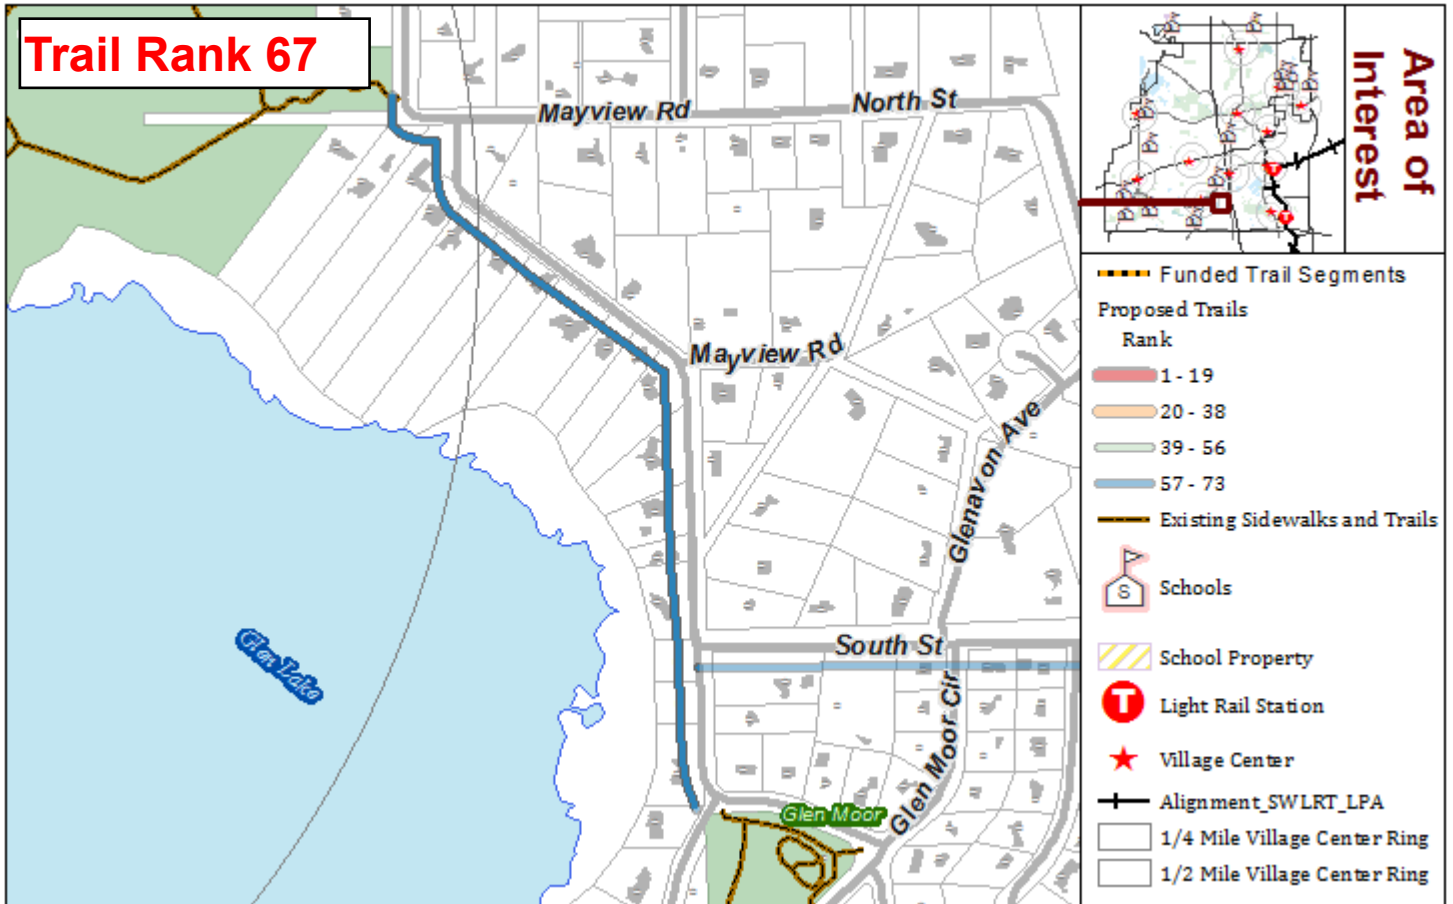 Trail Rank 67
Mayview Rd
North St
Mayview Rd
Glenavon Ave
South St
Glen Moor Cir
Glen Moor
Glen Lake
Area of
Interest
Funded Trail Segments
Proposed Trails
Rank
1 - 19
20 - 38
39 - 56
57 - 73
Existing Sidewalks and Trails
S
Schools
School Property
T
Light Rail Station
Village Center
Alignment_SWLRT_LPA
1/4 Mile Village Center Ring
1/2 Mile Village Center Ring